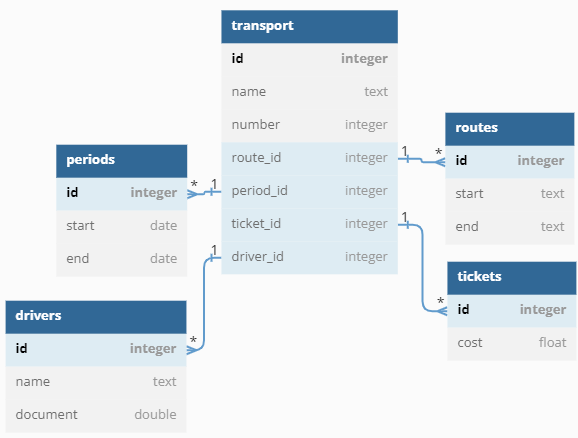 transport
id integer
name text
number integer
route_id integer
period_id integer
ticket_id integer
driver_id integer
periods
id integer
start date
end date
drivers
id integer
name text
document double
routes
id integer
start text
end text
tickets
id integer
cost float
1
*
1
*
1
*
1
*